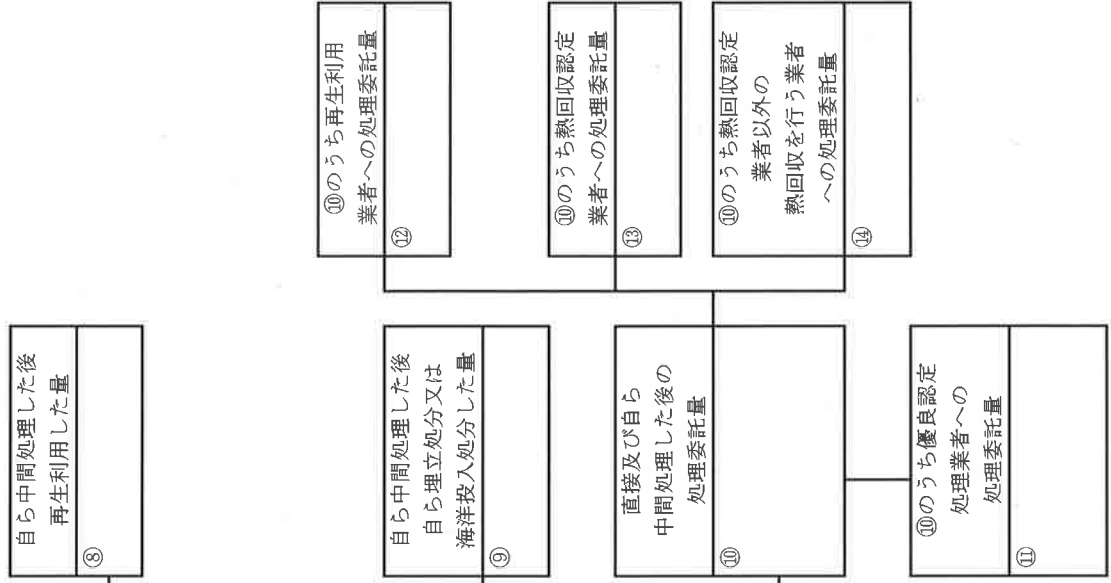 自ら中間処理した後
再生利用した量
⑧
自ら中間処理した後
自ら埋立処分又は
海洋投入処分した量
⑨
直接及び自ら
中間処理した後の
処理委託量
⑩
⑩のうち優良認定
処理業者への
処理委託量
⑪
⑩のうち再生利用
業者への処理委託量
⑫
⑩のうち熱回収認定
業者への処理委託量
⑬
⑩のうち熱回収認定
業者以外の
熱回収を行う業者
への処理委託量
⑭